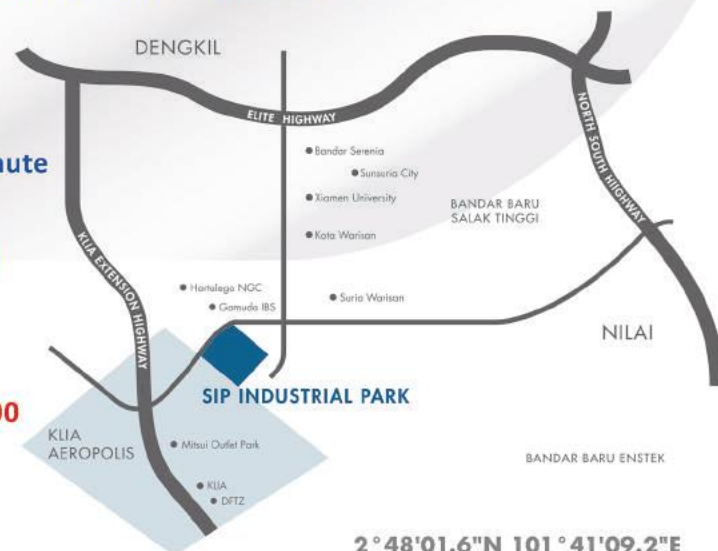 DENGKIL
ELITE HIGHWAY
NORTH SOUTH HIIGHWAY
Bandar Serenia
Sunsuria City
Xiamen University
BANDAR BARU
SALAK TINGGI
Kota Warisan
KLIA EXTENSION HIGHWAY
Hartalega NGC
Gamuda IBS
Suria Warisan
NILAI
SIP INDUSTRIAL PARK
KLIA
AEROPOLIS
Mitsui Outlet Park
BANDAR BARU ENSTEK
KLIA
DFTZ
2°48'01.6"N 101°41'09.2"E